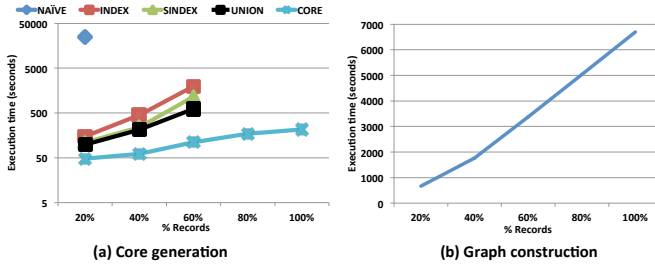 NAÏVE INDEX SINDEX UNION CORE
50000
5000
500
50
5
Execution time (seconds)
20% 40% 60% 80% 100%
% Records
(a) Core generation
7000
6000
5000
4000
3000
2000
1000
0
Execution time (seconds)
20% 40% 60% 80% 100%
% Records
(b) Graph construction